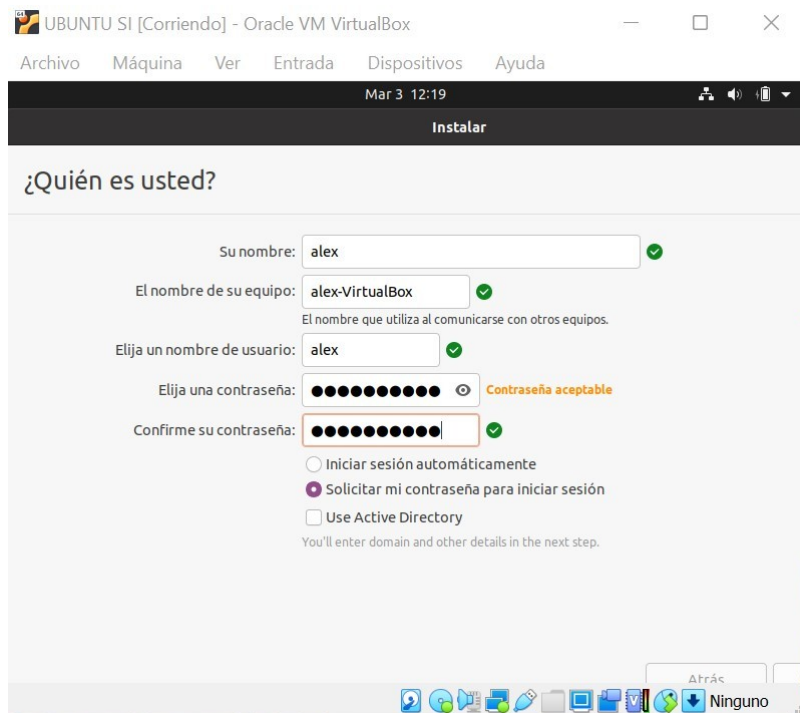 UBUNTU SI [Corriendo] - Oracle VM VirtualBox
Archivo Máquina Ver Entrada Dispositivos Ayuda
Mar 3 12:19
Instalar
¿Quién es usted?
Su nombre: alex
El nombre de su equipo: alex-VirtualBox
El nombre que utiliza al comunicarse con otros equipos.
Elija un nombre de usuario: alex
Elija una contraseña: ●●●●●●●●●● Contraseña aceptable
Confirme su contraseña: ●●●●●●●●●●
Iniciar sesión automáticamente
Solicitar mi contraseña para iniciar sesión
Use Active Directory
You'll enter domain and other details in the next step.
Atrás
Ninguno